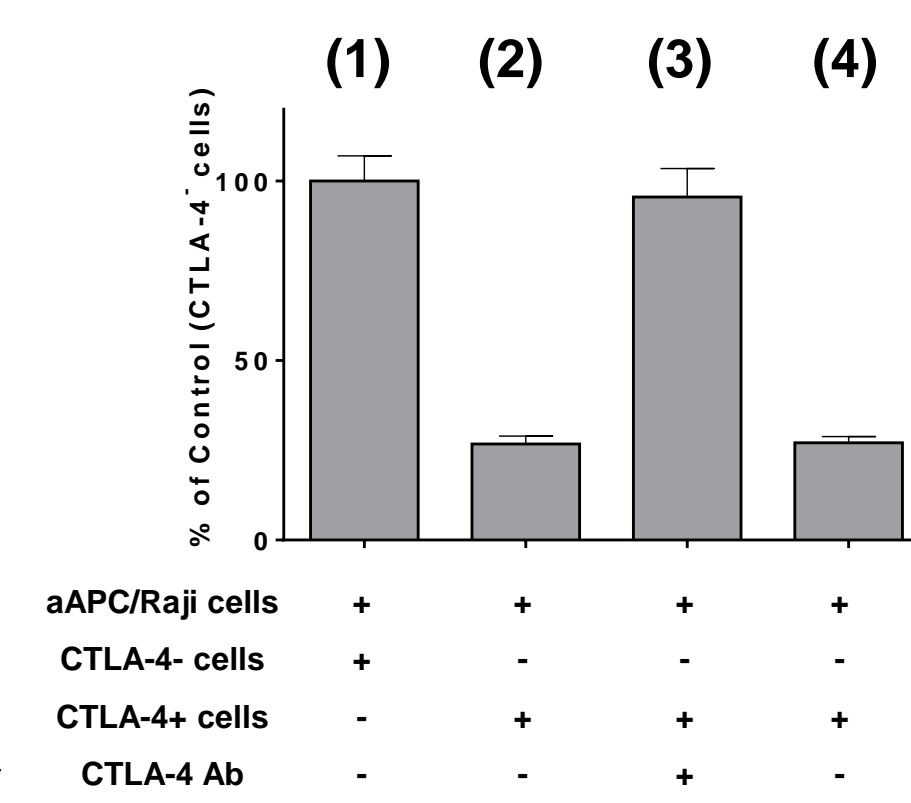 (1) (2) (3) (4)
% of Control (CTLA-4⁻ cells)
100
50
0
aAPC/Raji cells + + + +
CTLA-4- cells + - - -
CTLA-4+ cells - + + +
CTLA-4 Ab - - + -